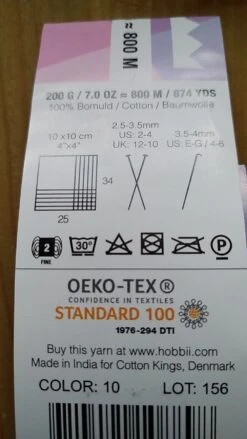 ≈ 800 M
200 G / 7.0 OZ ≈ 800 M / 874 YDS
100% Bomuld / Cotton / Baumwolle
10 x 10 cm
4"x4"
34
25
2.5-3.5mm
US: 2-4
UK: 12-10
3.5-4mm
US: E-G / 4-6
2
FINE
30°
P
OEKO-TEX®
CONFIDENCE IN TEXTILES
STANDARD 100
1976-294 DTI
Buy this yarn at www.hobbii.com
Made in India for Cotton Kings, Denmark
COLOR: 10 LOT: 156